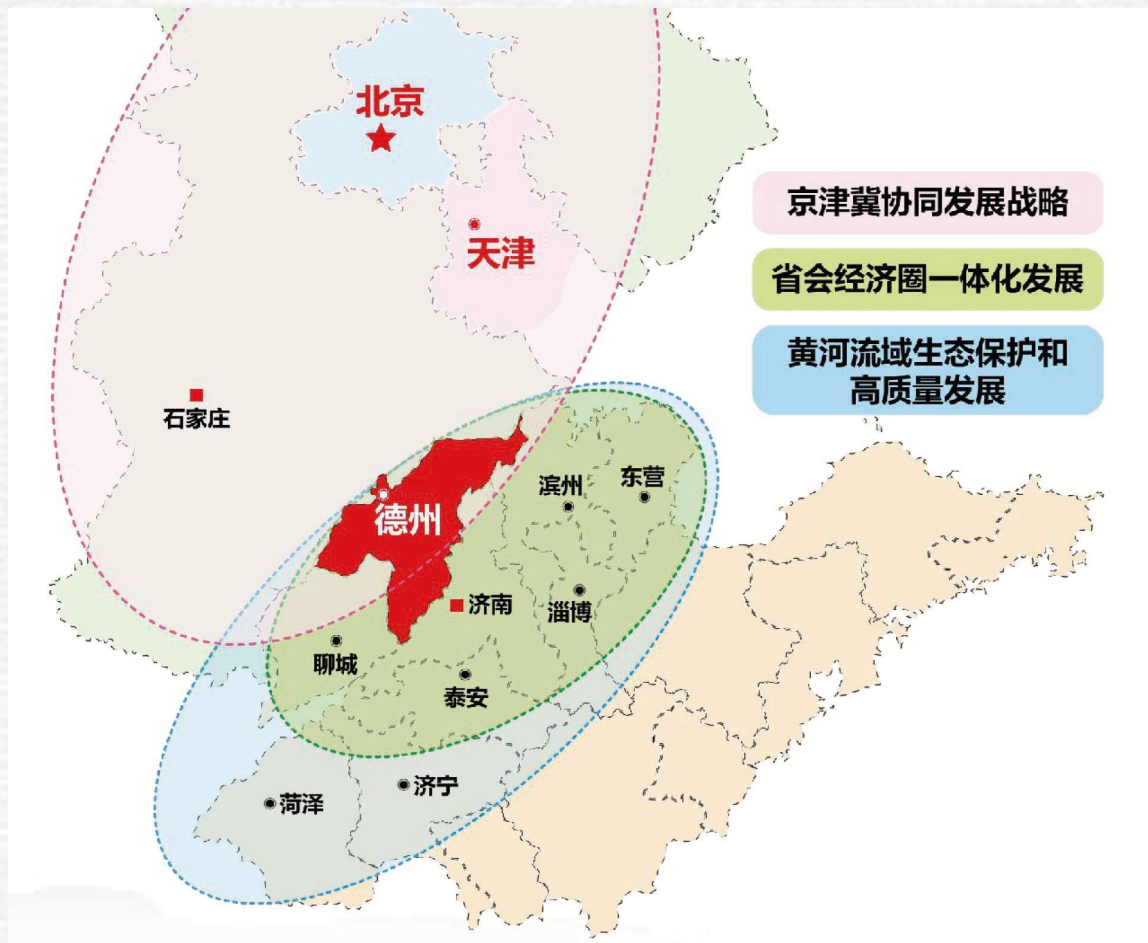 北京
天津
京津冀协同发展战略
省会经济圈一体化发展
黄河流域生态保护和
高质量发展
石家庄
德州
滨州
东营
济南
淄博
聊城
泰安
菏泽
济宁